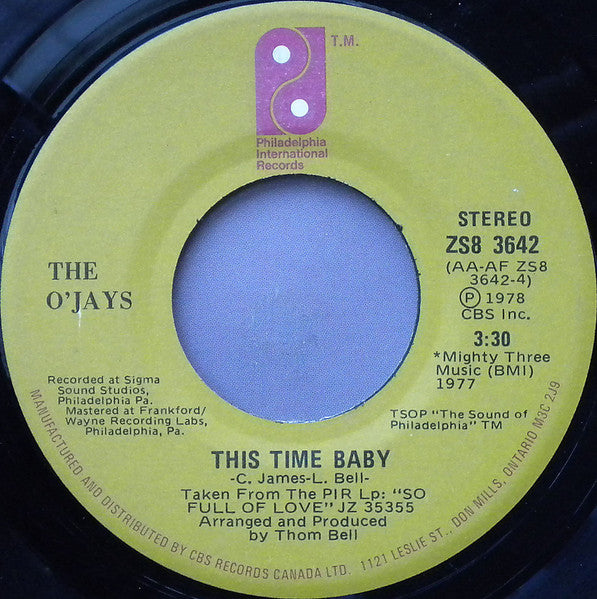 T.M.
Philadelphia
International
Records
THE
O'JAYS
STEREO
ZS8 3642
(AA-AF ZS8
3642-4)
Ⓟ 1978
CBS Inc.
3:30
*Mighty Three
Music (BMI)
1977
Recorded at Sigma
Sound Studios,
Philadelphia Pa.
Mastered at Frankford/
Wayne Recording Labs,
Philadelphia, Pa.
TSOP "The Sound of
Philadelphia" TM
THIS TIME BABY
-C. James-L. Bell-
Taken From The PIR Lp: "SO
FULL OF LOVE" JZ 35355
Arranged and Produced
by Thom Bell
MANUFACTURED AND DISTRIBUTED BY CBS RECORDS CANADA LTD. 1121 LESLIE ST., DON MILLS, ONTARIO M3C 2J9